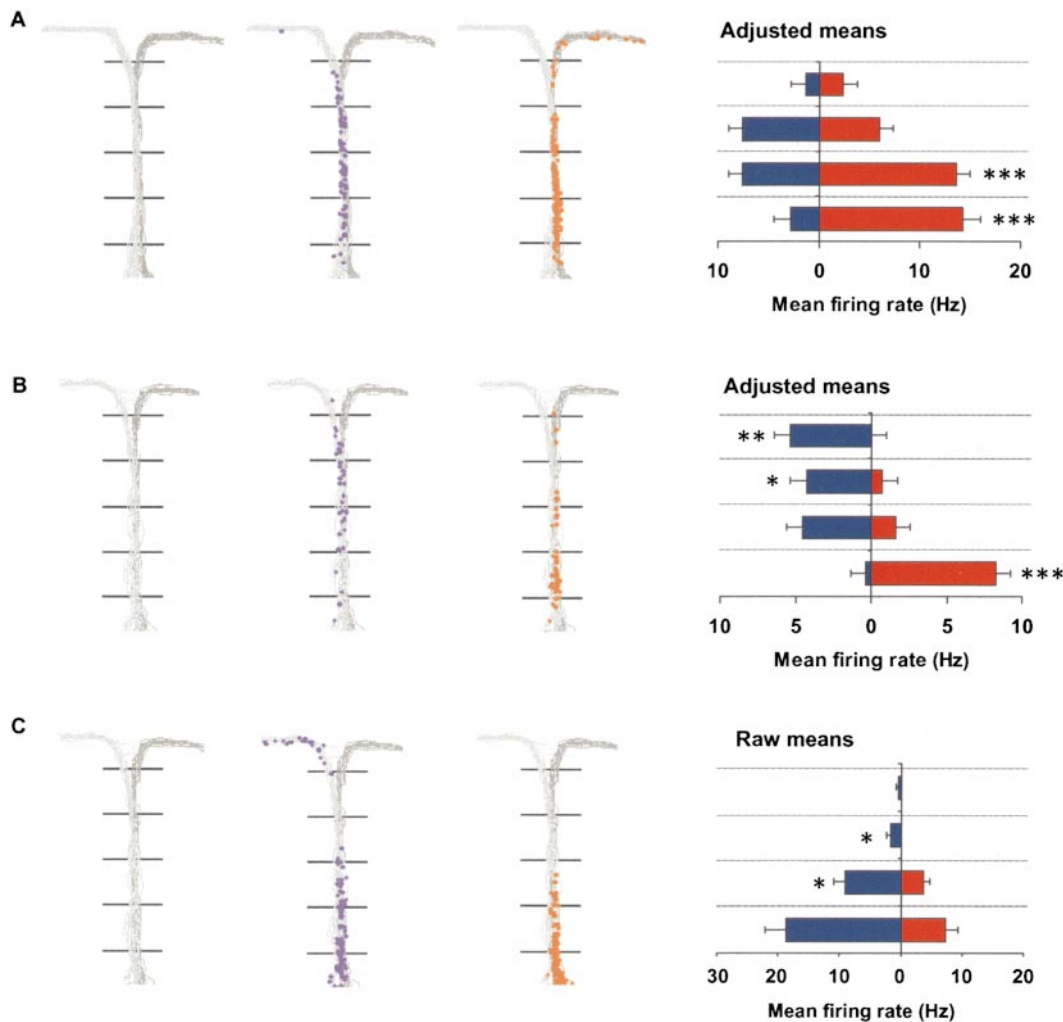 A
Adjusted means
***
***
10 0 10 20
Mean firing rate (Hz)
B
Adjusted means
**
*
***
10 5 0 5 10
Mean firing rate (Hz)
C
Raw means
*
*
30 20 10 0 10 20
Mean firing rate (Hz)